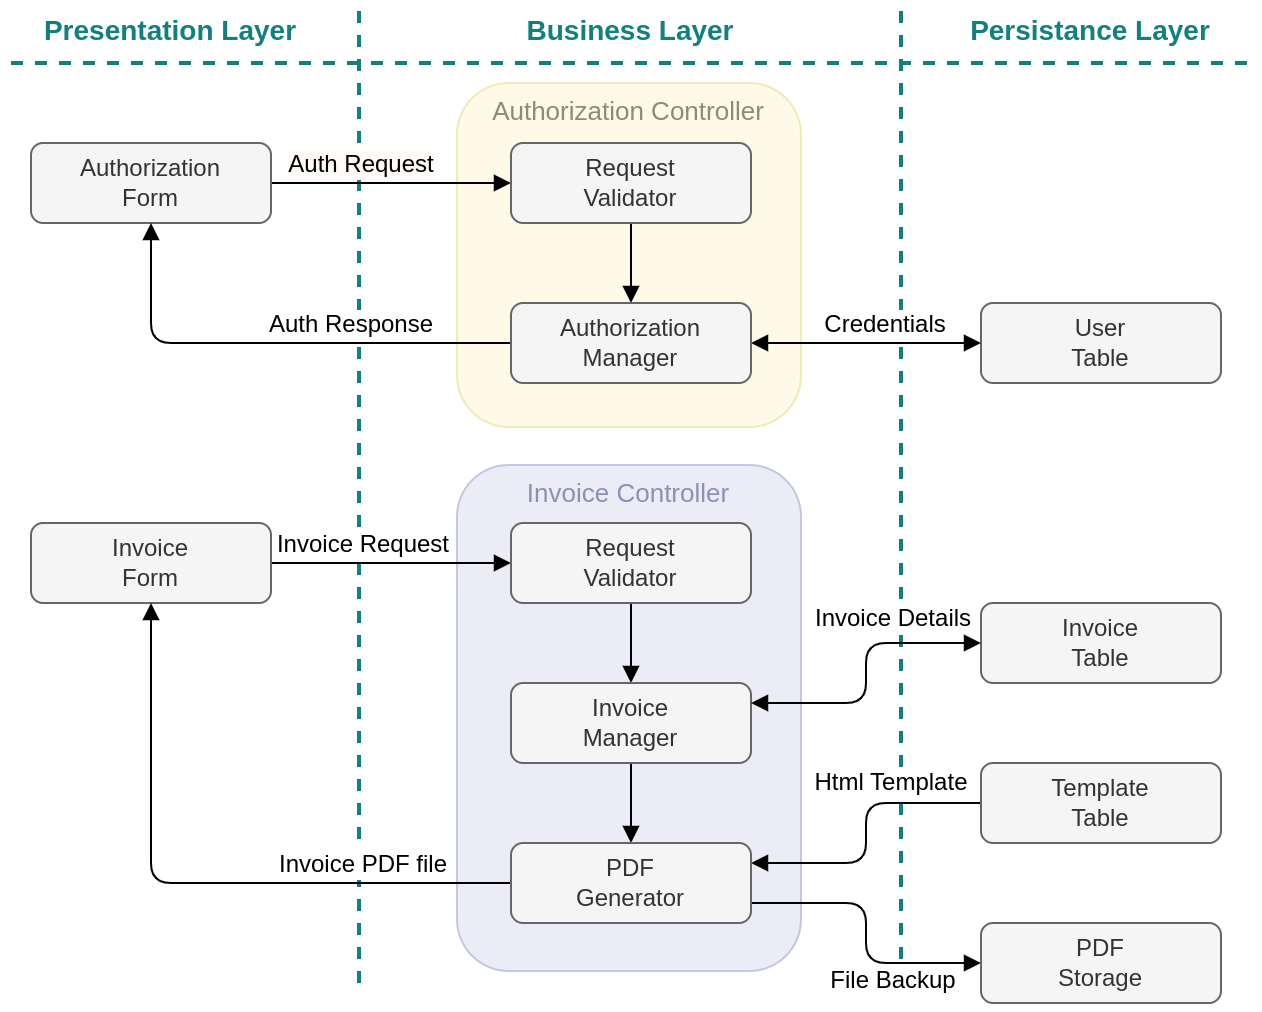 Presentation Layer
Business Layer
Persistance Layer
Authorization Controller
Authorization
Form
Auth Request
Request
Validator
Auth Response
Authorization
Manager
Credentials
User
Table
Invoice Controller
Invoice
Form
Invoice Request
Request
Validator
Invoice Details
Invoice
Table
Invoice
Manager
Html Template
Template
Table
Invoice PDF file
PDF
Generator
File Backup
PDF
Storage